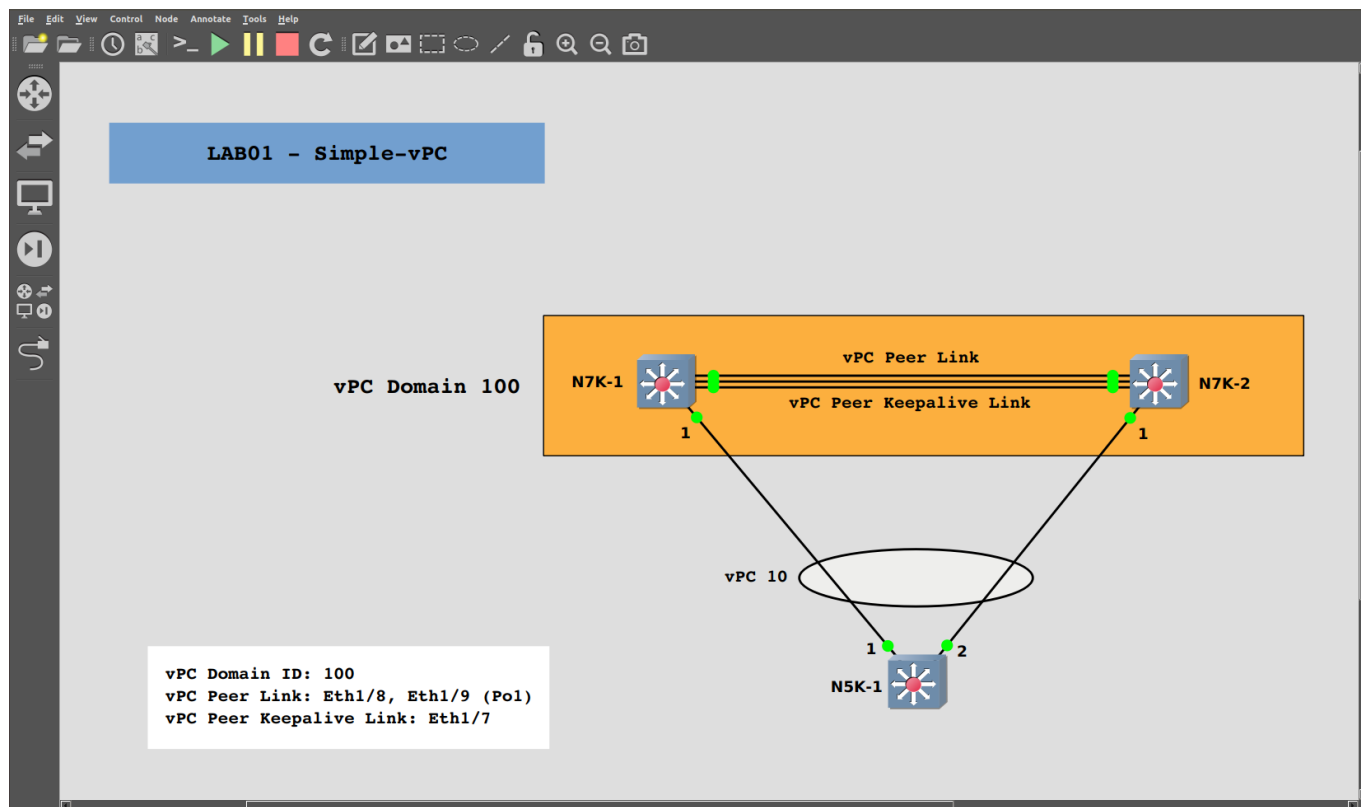 File Edit View Control Node Annotate Tools Help
LAB01 - Simple-vPC
vPC Peer Link
vPC Domain 100
N7K-1
N7K-2
vPC Peer Keepalive Link
1
1
vPC 10
1
2
N5K-1
vPC Domain ID: 100
vPC Peer Link: Eth1/8, Eth1/9 (Po1)
vPC Peer Keepalive Link: Eth1/7